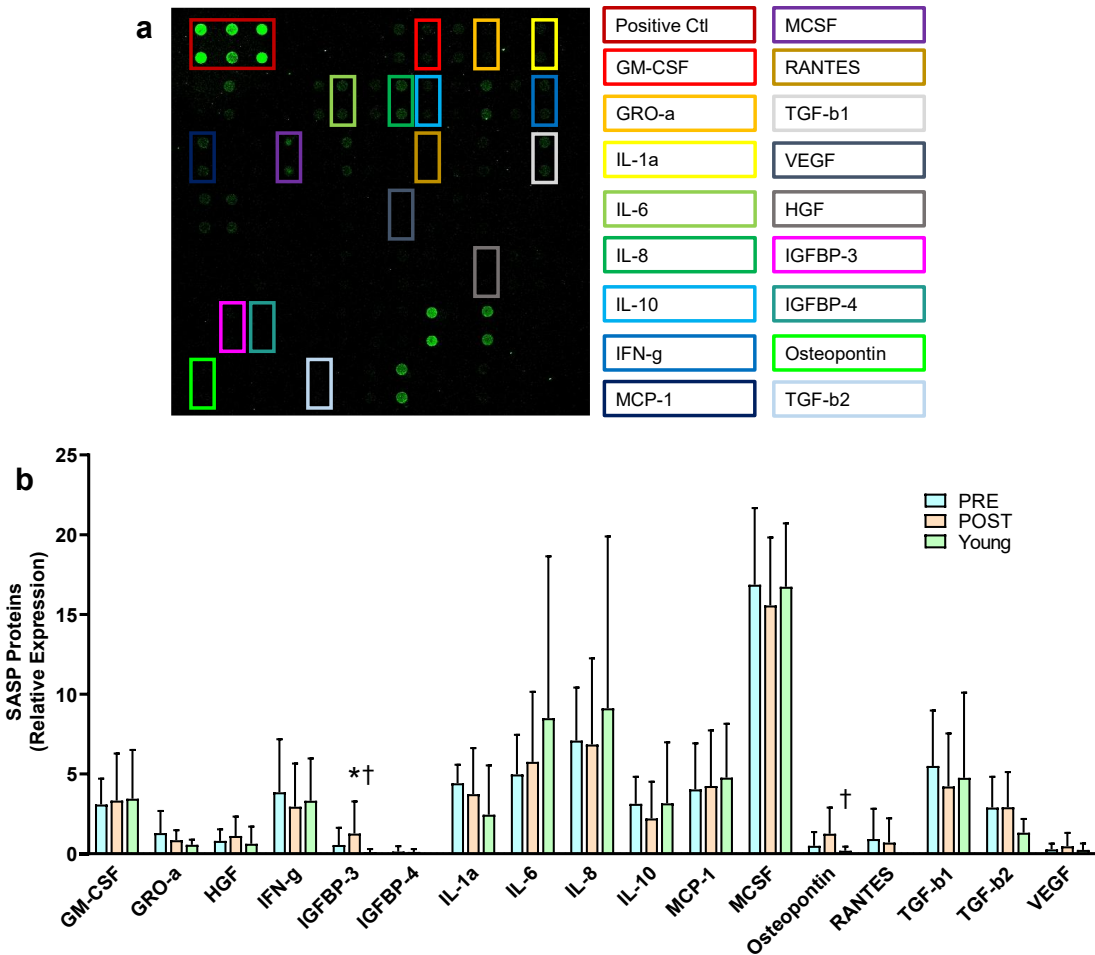 a
Positive Ctl MCSF
GM-CSF RANTES
GRO-a TGF-b1
IL-1a VEGF
IL-6 HGF
IL-8 IGFBP-3
IL-10 IGFBP-4
IFN-g Osteopontin
MCP-1 TGF-b2
b
SASP Proteins
(Relative Expression)
25
20
15
10
5
0
PRE
POST
Young
*†
†
GM-CSF
GRO-a
HGF
IFN-g
IGFBP-3
IGFBP-4
IL-1a
IL-6
IL-8
IL-10
MCP-1
MCSF
Osteopontin
RANTES
TGF-b1
TGF-b2
VEGF